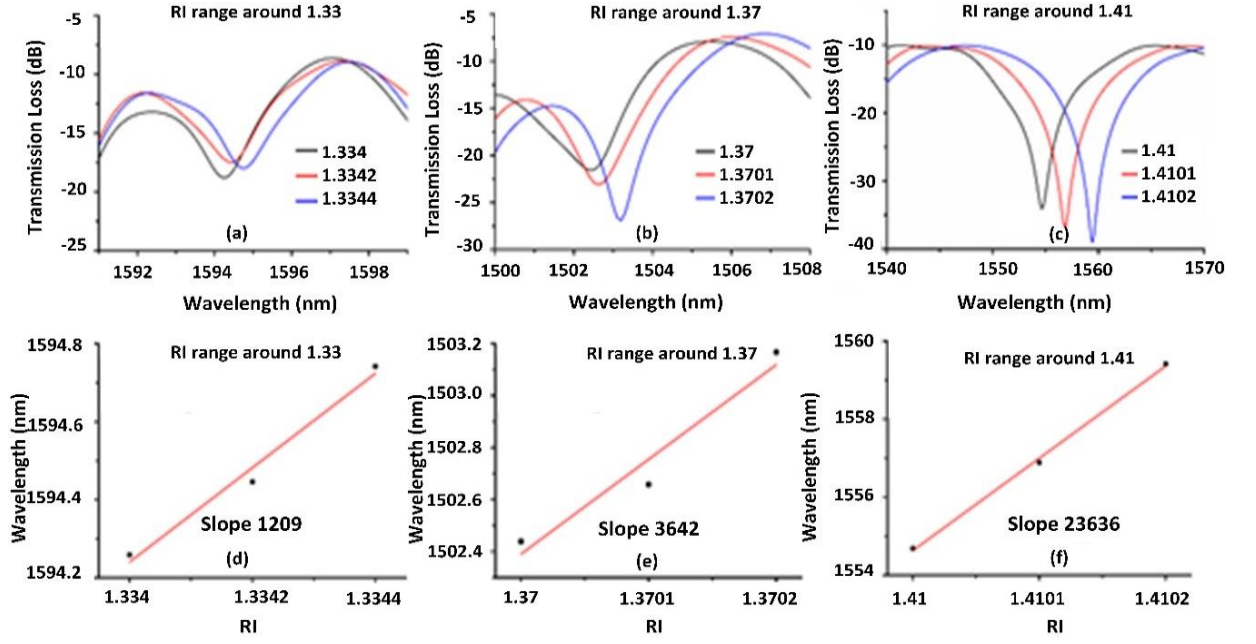 RI range around 1.33
Transmission Loss (dB)
-5
-10
-15
-20
-25
1.334
1.3342
1.3344
(a)
1592 1594 1596 1598
Wavelength (nm)
RI range around 1.37
Transmission Loss (dB)
-5
-10
-15
-20
-25
-30
1.37
1.3701
1.3702
(b)
1500 1502 1504 1506 1508
Wavelength (nm)
RI range around 1.41
Transmission Loss (dB)
-10
-20
-30
-40
1.41
1.4101
1.4102
(c)
1540 1550 1560 1570
Wavelength (nm)
RI range around 1.33
Wavelength (nm)
1594.8
1594.6
1594.4
1594.2
Slope 1209
(d)
1.334 1.3342 1.3344
RI
RI range around 1.37
Wavelength (nm)
1503.2
1503.0
1502.8
1502.6
1502.4
Slope 3642
(e)
1.37 1.3701 1.3702
RI
RI range around 1.41
Wavelength (nm)
1560
1558
1556
1554
Slope 23636
(f)
1.41 1.4101 1.4102
RI